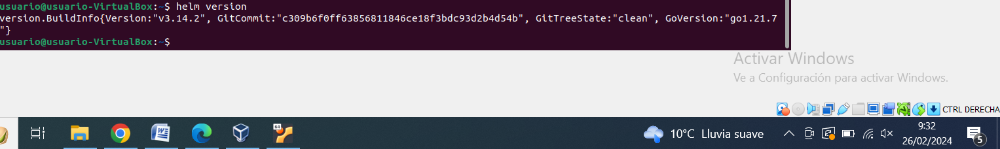 usuario@usuario-VirtualBox:~$ helm version
version.BuildInfo{Version:"v3.14.2", GitCommit:"c309b6f0ff63856811846ce18f3bdc93d2b4d54b", GitTreeState:"clean", GoVersion:"go1.21.7
"}
usuario@usuario-VirtualBox:~$
Activar Windows
Ve a Configuración para activar Windows.
CTRL DERECHA
64
10°C Lluvia suave
9:32
26/02/2024
5